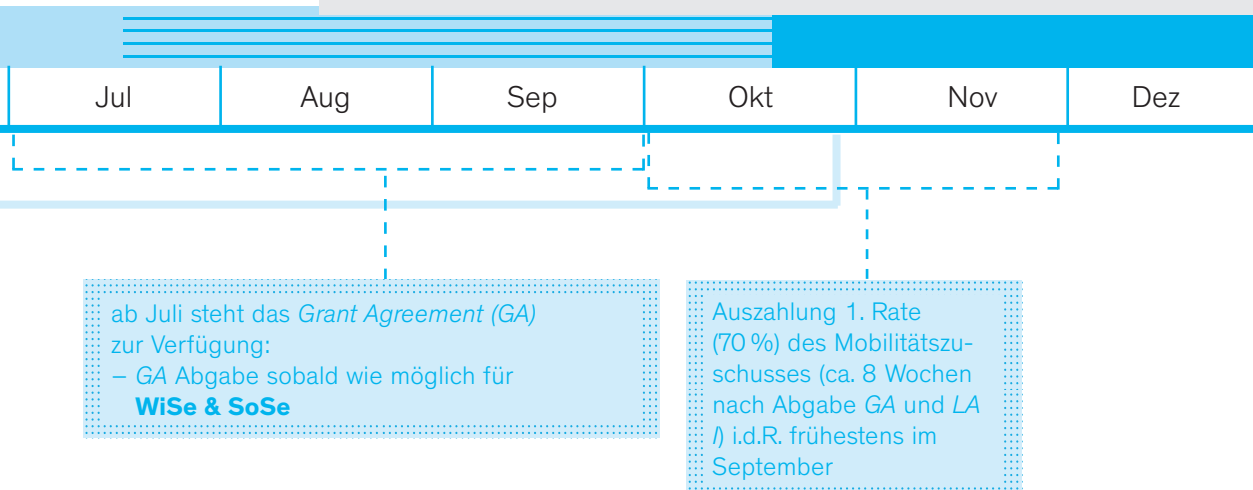 Jul Aug Sep Okt Nov Dez
ab Juli steht das Grant Agreement (GA)
zur Verfügung:
– GA Abgabe sobald wie möglich für
WiSe & SoSe
Auszahlung 1. Rate
(70 %) des Mobilitätszu-
schusses (ca. 8 Wochen
nach Abgabe GA und LA
I) i.d.R. frühestens im
September